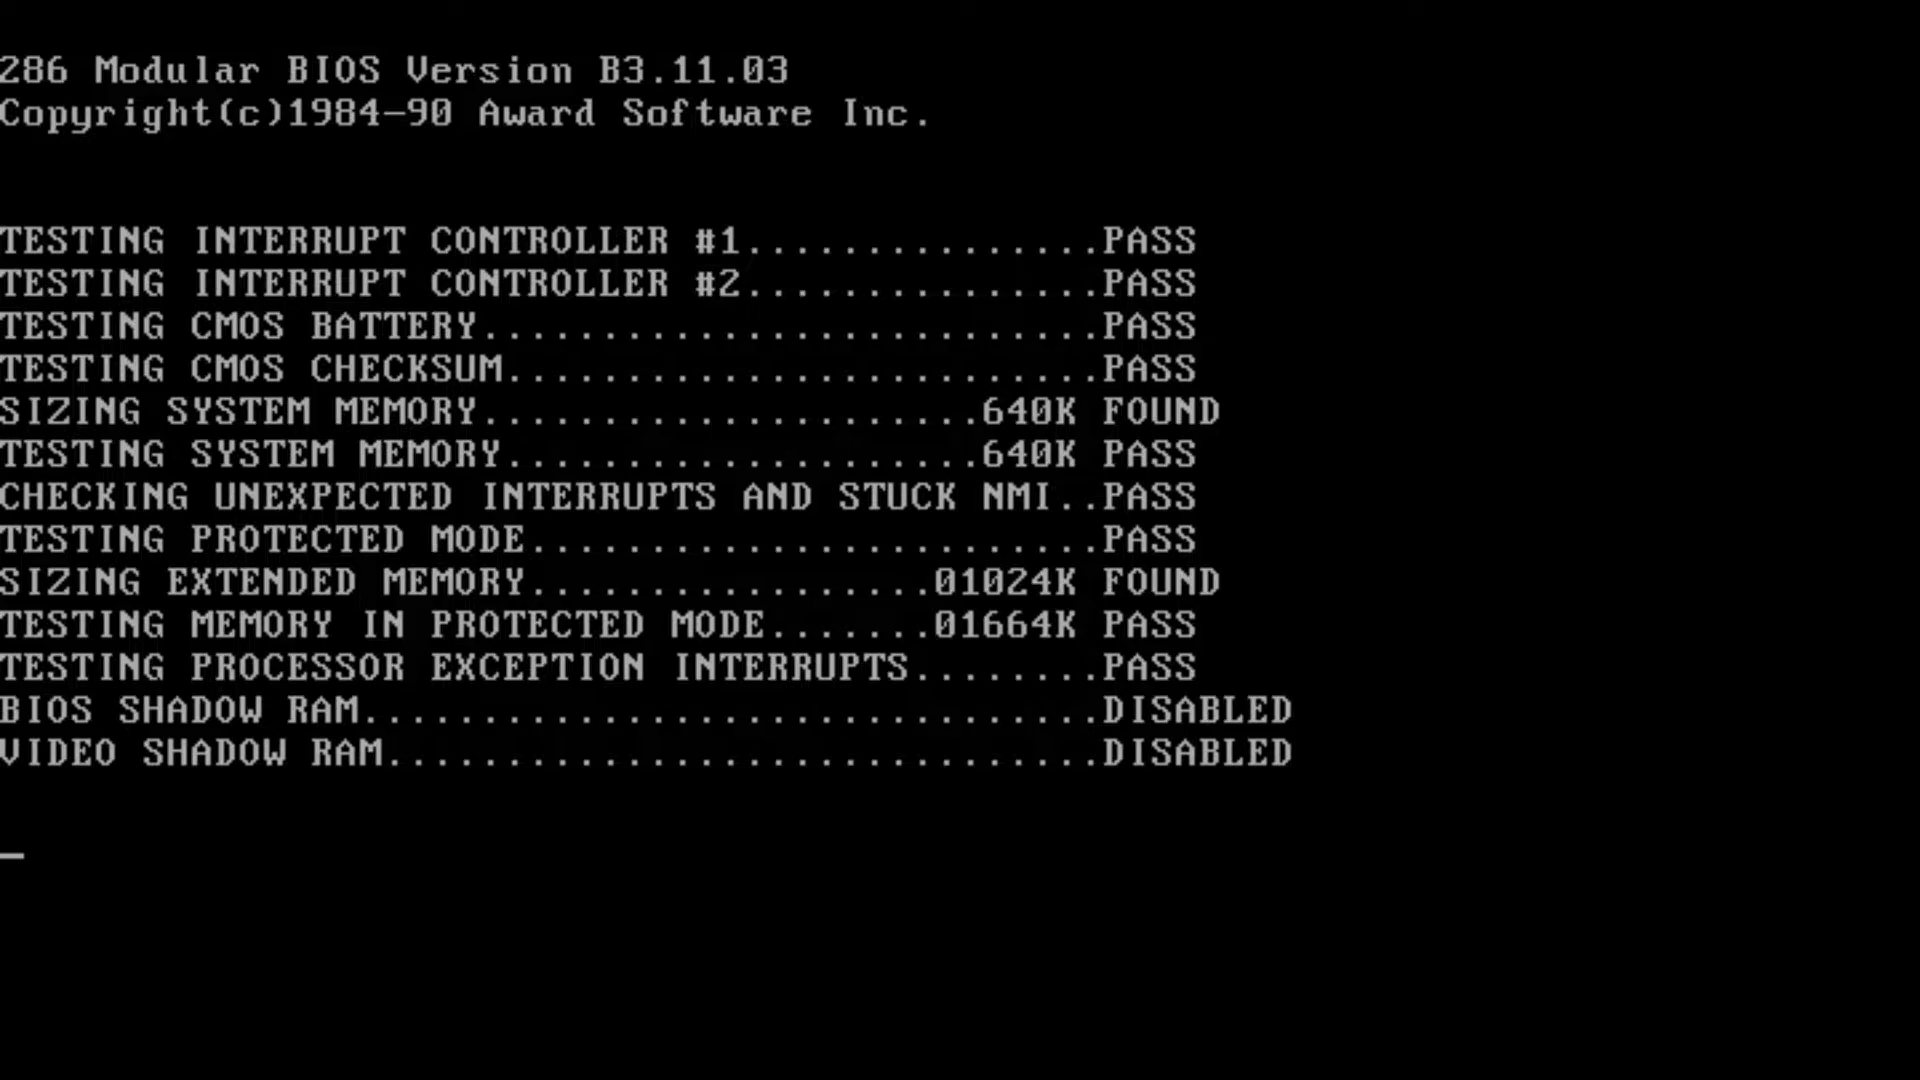 286 Modular BIOS Version B3.11.03
Copyright(c)1984-90 Award Software Inc.
TESTING INTERRUPT CONTROLLER #1...............PASS
TESTING INTERRUPT CONTROLLER #2...............PASS
TESTING CMOS BATTERY..........................PASS
TESTING CMOS CHECKSUM.........................PASS
SIZING SYSTEM MEMORY.....................640K FOUND
TESTING SYSTEM MEMORY....................640K PASS
CHECKING UNEXPECTED INTERRUPTS AND STUCK NMI..PASS
TESTING PROTECTED MODE........................PASS
SIZING EXTENDED MEMORY.................01024K FOUND
TESTING MEMORY IN PROTECTED MODE.......01664K PASS
TESTING PROCESSOR EXCEPTION INTERRUPTS........PASS
BIOS SHADOW RAM...............................DISABLED
VIDEO SHADOW RAM..............................DISABLED
_